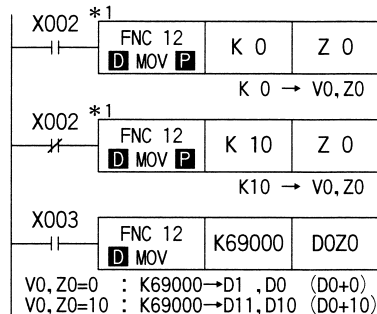 X002 *1
FNC 12 D MOV P K 0 Z 0
K 0 → V0, Z0
X002 *1
FNC 12 D MOV P K 10 Z 0
K10 → V0, Z0
X003
FNC 12 D MOV K69000 D0Z0
V0, Z0=0 : K69000→D1 ,D0 (D0+0)
V0, Z0=10 : K69000→D11, D10 (D0+10)